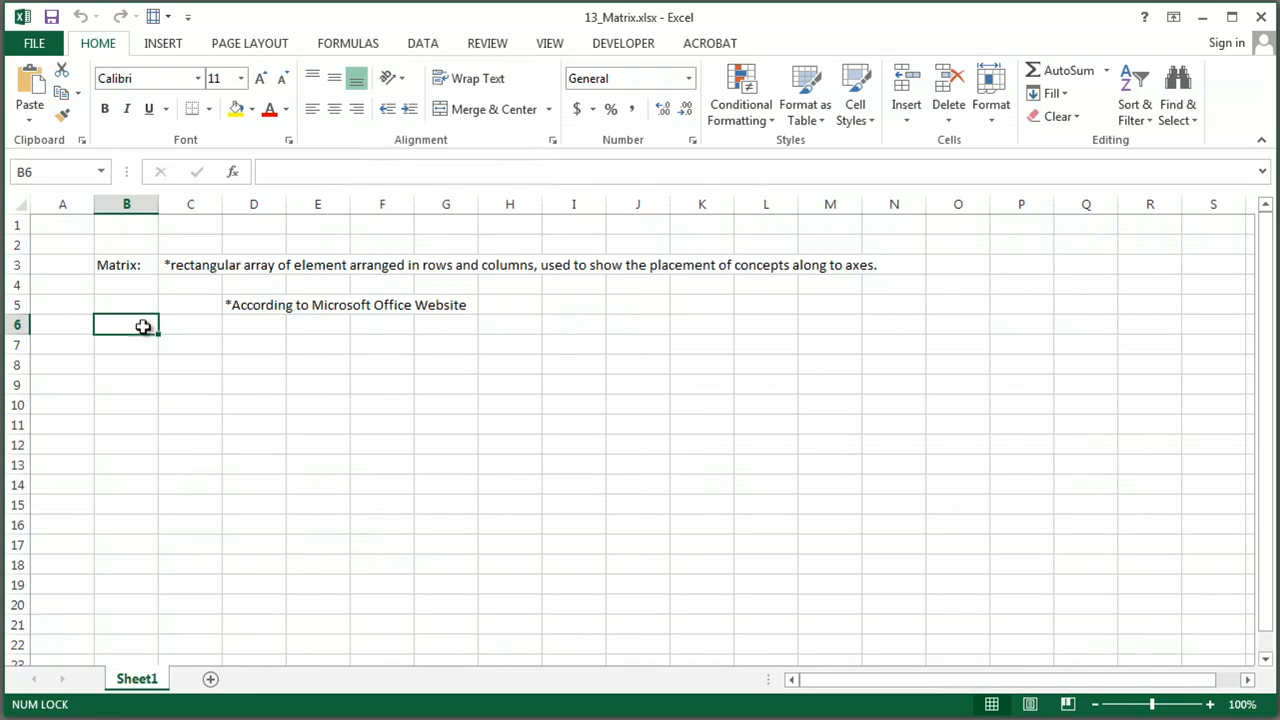 13_Matrix.xlsx - Excel
FILE HOME INSERT PAGE LAYOUT FORMULAS DATA REVIEW VIEW DEVELOPER ACROBAT Sign in
Calibri 11 Wrap Text General AutoSum
Paste Merge & Center Conditional Formatting Format as Table Cell Styles Insert Delete Format Fill Sort & Filter Find & Select
B I U $ % , Clear
Clipboard Font Alignment Number Styles Cells Editing
B6 fx
A B C D E F G H I J K L M N O P Q R S
1
2
3 Matrix: *rectangular array of element arranged in rows and columns, used to show the placement of concepts along to axes.
4
5 *According to Microsoft Office Website
6
7
8
9
10
11
12
13
14
15
16
17
18
19
20
21
22
23
Sheet1
NUM LOCK 100%